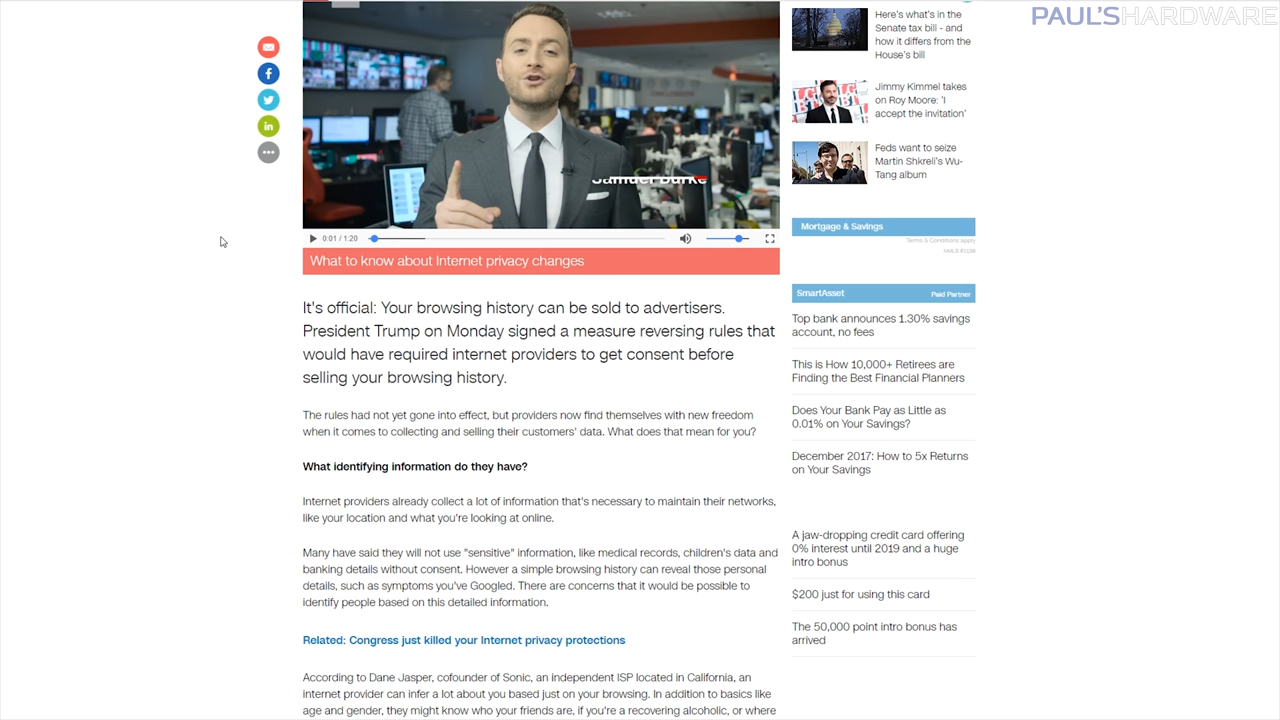 PAUL'SHARDWARE
Samuel Burke
0:01 / 1:20
What to know about Internet privacy changes
It's official: Your browsing history can be sold to advertisers.
President Trump on Monday signed a measure reversing rules that
would have required internet providers to get consent before
selling your browsing history.
The rules had not yet gone into effect, but providers now find themselves with new freedom
when it comes to collecting and selling their customers' data. What does that mean for you?
What identifying information do they have?
Internet providers already collect a lot of information that's necessary to maintain their networks,
like your location and what you're looking at online.
Many have said they will not use "sensitive" information, like medical records, children's data and
banking details without consent. However a simple browsing history can reveal those personal
details, such as symptoms you've Googled. There are concerns that it would be possible to
identify people based on this detailed information.
Related: Congress just killed your Internet privacy protections
According to Dane Jasper, cofounder of Sonic, an independent ISP located in California, an
internet provider can infer a lot about you based just on your browsing. In addition to basics like
age and gender, they might know who your friends are, if you're a recovering alcoholic, or where
Here's what's in the
Senate tax bill - and
how it differs from the
House's bill
Jimmy Kimmel takes
on Roy Moore: 'I
accept the invitation'
Feds want to seize
Martin Shkreli's Wu-
Tang album
Mortgage & Savings
Terms & Conditions apply
SmartAsset Paid Partner
Top bank announces 1.30% savings
account, no fees
This is How 10,000+ Retirees are
Finding the Best Financial Planners
Does Your Bank Pay as Little as
0.01% on Your Savings?
December 2017: How to 5x Returns
on Your Savings
A jaw-dropping credit card offering
0% interest until 2019 and a huge
intro bonus
$200 just for using this card
The 50,000 point intro bonus has
arrived